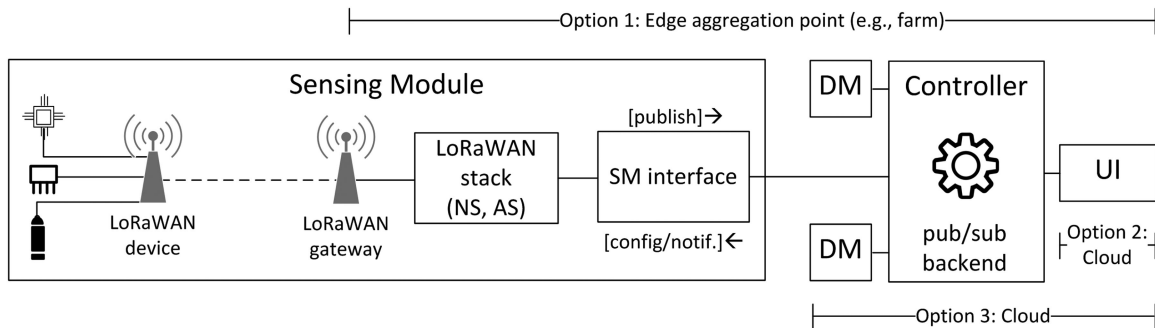 Option 1: Edge aggregation point (e.g., farm)
Sensing Module
LoRaWAN
device
LoRaWAN
gateway
LoRaWAN
stack
(NS, AS)
[publish]→
SM interface
[config/notif.]←
DM
DM
Controller
pub/sub
backend
UI
Option 2:
Cloud
Option 3: Cloud